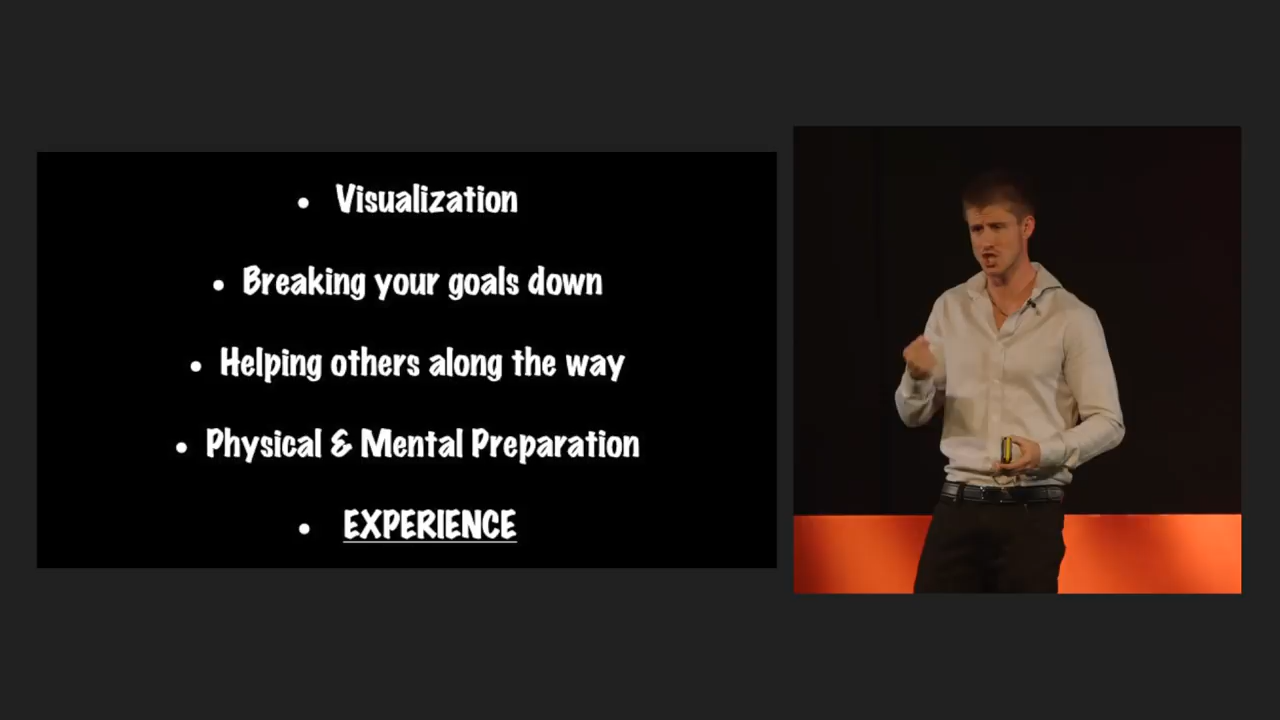 • Visualization
• Breaking your goals down
• Helping others along the way
• Physical & Mental Preparation
• EXPERIENCE